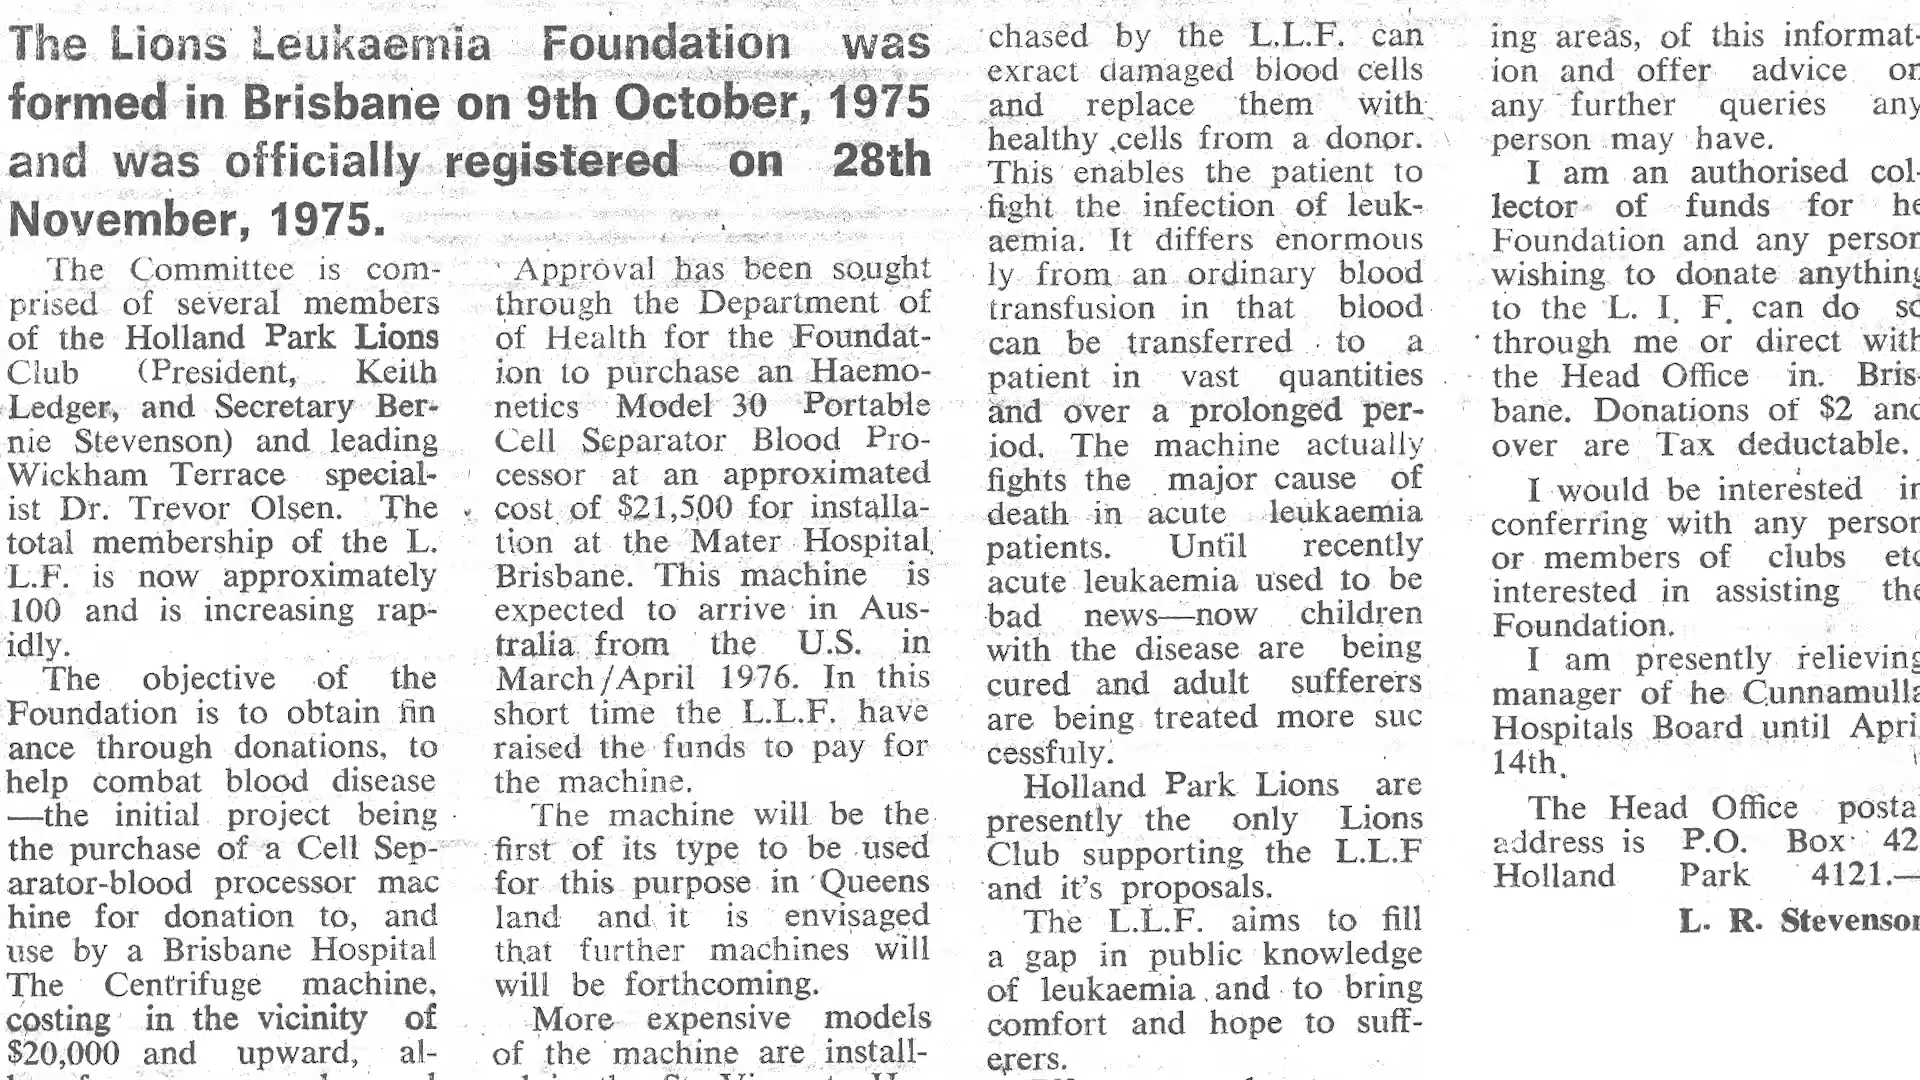 The Lions Leukaemia Foundation was
formed in Brisbane on 9th October, 1975
and was officially registered on 28th
November, 1975.
The Committee is com-
prised of several members
of the Holland Park Lions
Club (President, Keith
Ledger, and Secretary Ber-
nie Stevenson) and leading
Wickham Terrace special-
ist Dr. Trevor Olsen. The
total membership of the L.
L.F. is now approximately
100 and is increasing rap-
idly.
The objective of the
Foundation is to obtain fin
ance through donations, to
help combat blood disease
—the initial project being
the purchase of a Cell Sep-
arator-blood processor mac
hine for donation to, and
use by a Brisbane Hospital
The Centrifuge machine,
costing in the vicinity of
$20,000 and upward, al-
Approval has been sought
through the Department of
of Health for the Foundat-
ion to purchase an Haemo-
netics Model 30 Portable
Cell Separator Blood Pro-
cessor at an approximated
cost of $21,500 for installa-
tion at the Mater Hospital
Brisbane. This machine is
expected to arrive in Aus-
tralia from the U.S. in
March/April 1976. In this
short time the L.L.F. have
raised the funds to pay for
the machine.
The machine will be the
first of its type to be used
for this purpose in Queens
land and it is envisaged
that further machines will
will be forthcoming.
More expensive models
of the machine are install-
chased by the L.L.F. can
exract damaged blood cells
and replace them with
healthy cells from a donor.
This enables the patient to
fight the infection of leuk-
aemia. It differs enormous
ly from an ordinary blood
transfusion in that blood
can be transferred to a
patient in vast quantities
and over a prolonged per-
iod. The machine actually
fights the major cause of
death in acute leukaemia
patients. Until recently
acute leukaemia used to be
bad news—now children
with the disease are being
cured and adult sufferers
are being treated more suc
cessfuly.
Holland Park Lions are
presently the only Lions
Club supporting the L.L.F
and it's proposals.
The L.L.F. aims to fill
a gap in public knowledge
of leukaemia and to bring
comfort and hope to suff-
erers.
ing areas, of this informat-
ion and offer advice on
any further queries any
person may have.
I am an authorised col-
lector of funds for he
Foundation and any person
wishing to donate anything
to the L. I. F. can do so
through me or direct with
the Head Office in. Bris-
bane. Donations of $2 and
over are Tax deductable.
I would be interested in
conferring with any person
or members of clubs etc
interested in assisting the
Foundation.
I am presently relieving
manager of he Cunnamulla
Hospitals Board until Apri
14th.
The Head Office posta
address is P.O. Box 42
Holland Park 4121.—
L. R. Stevenson